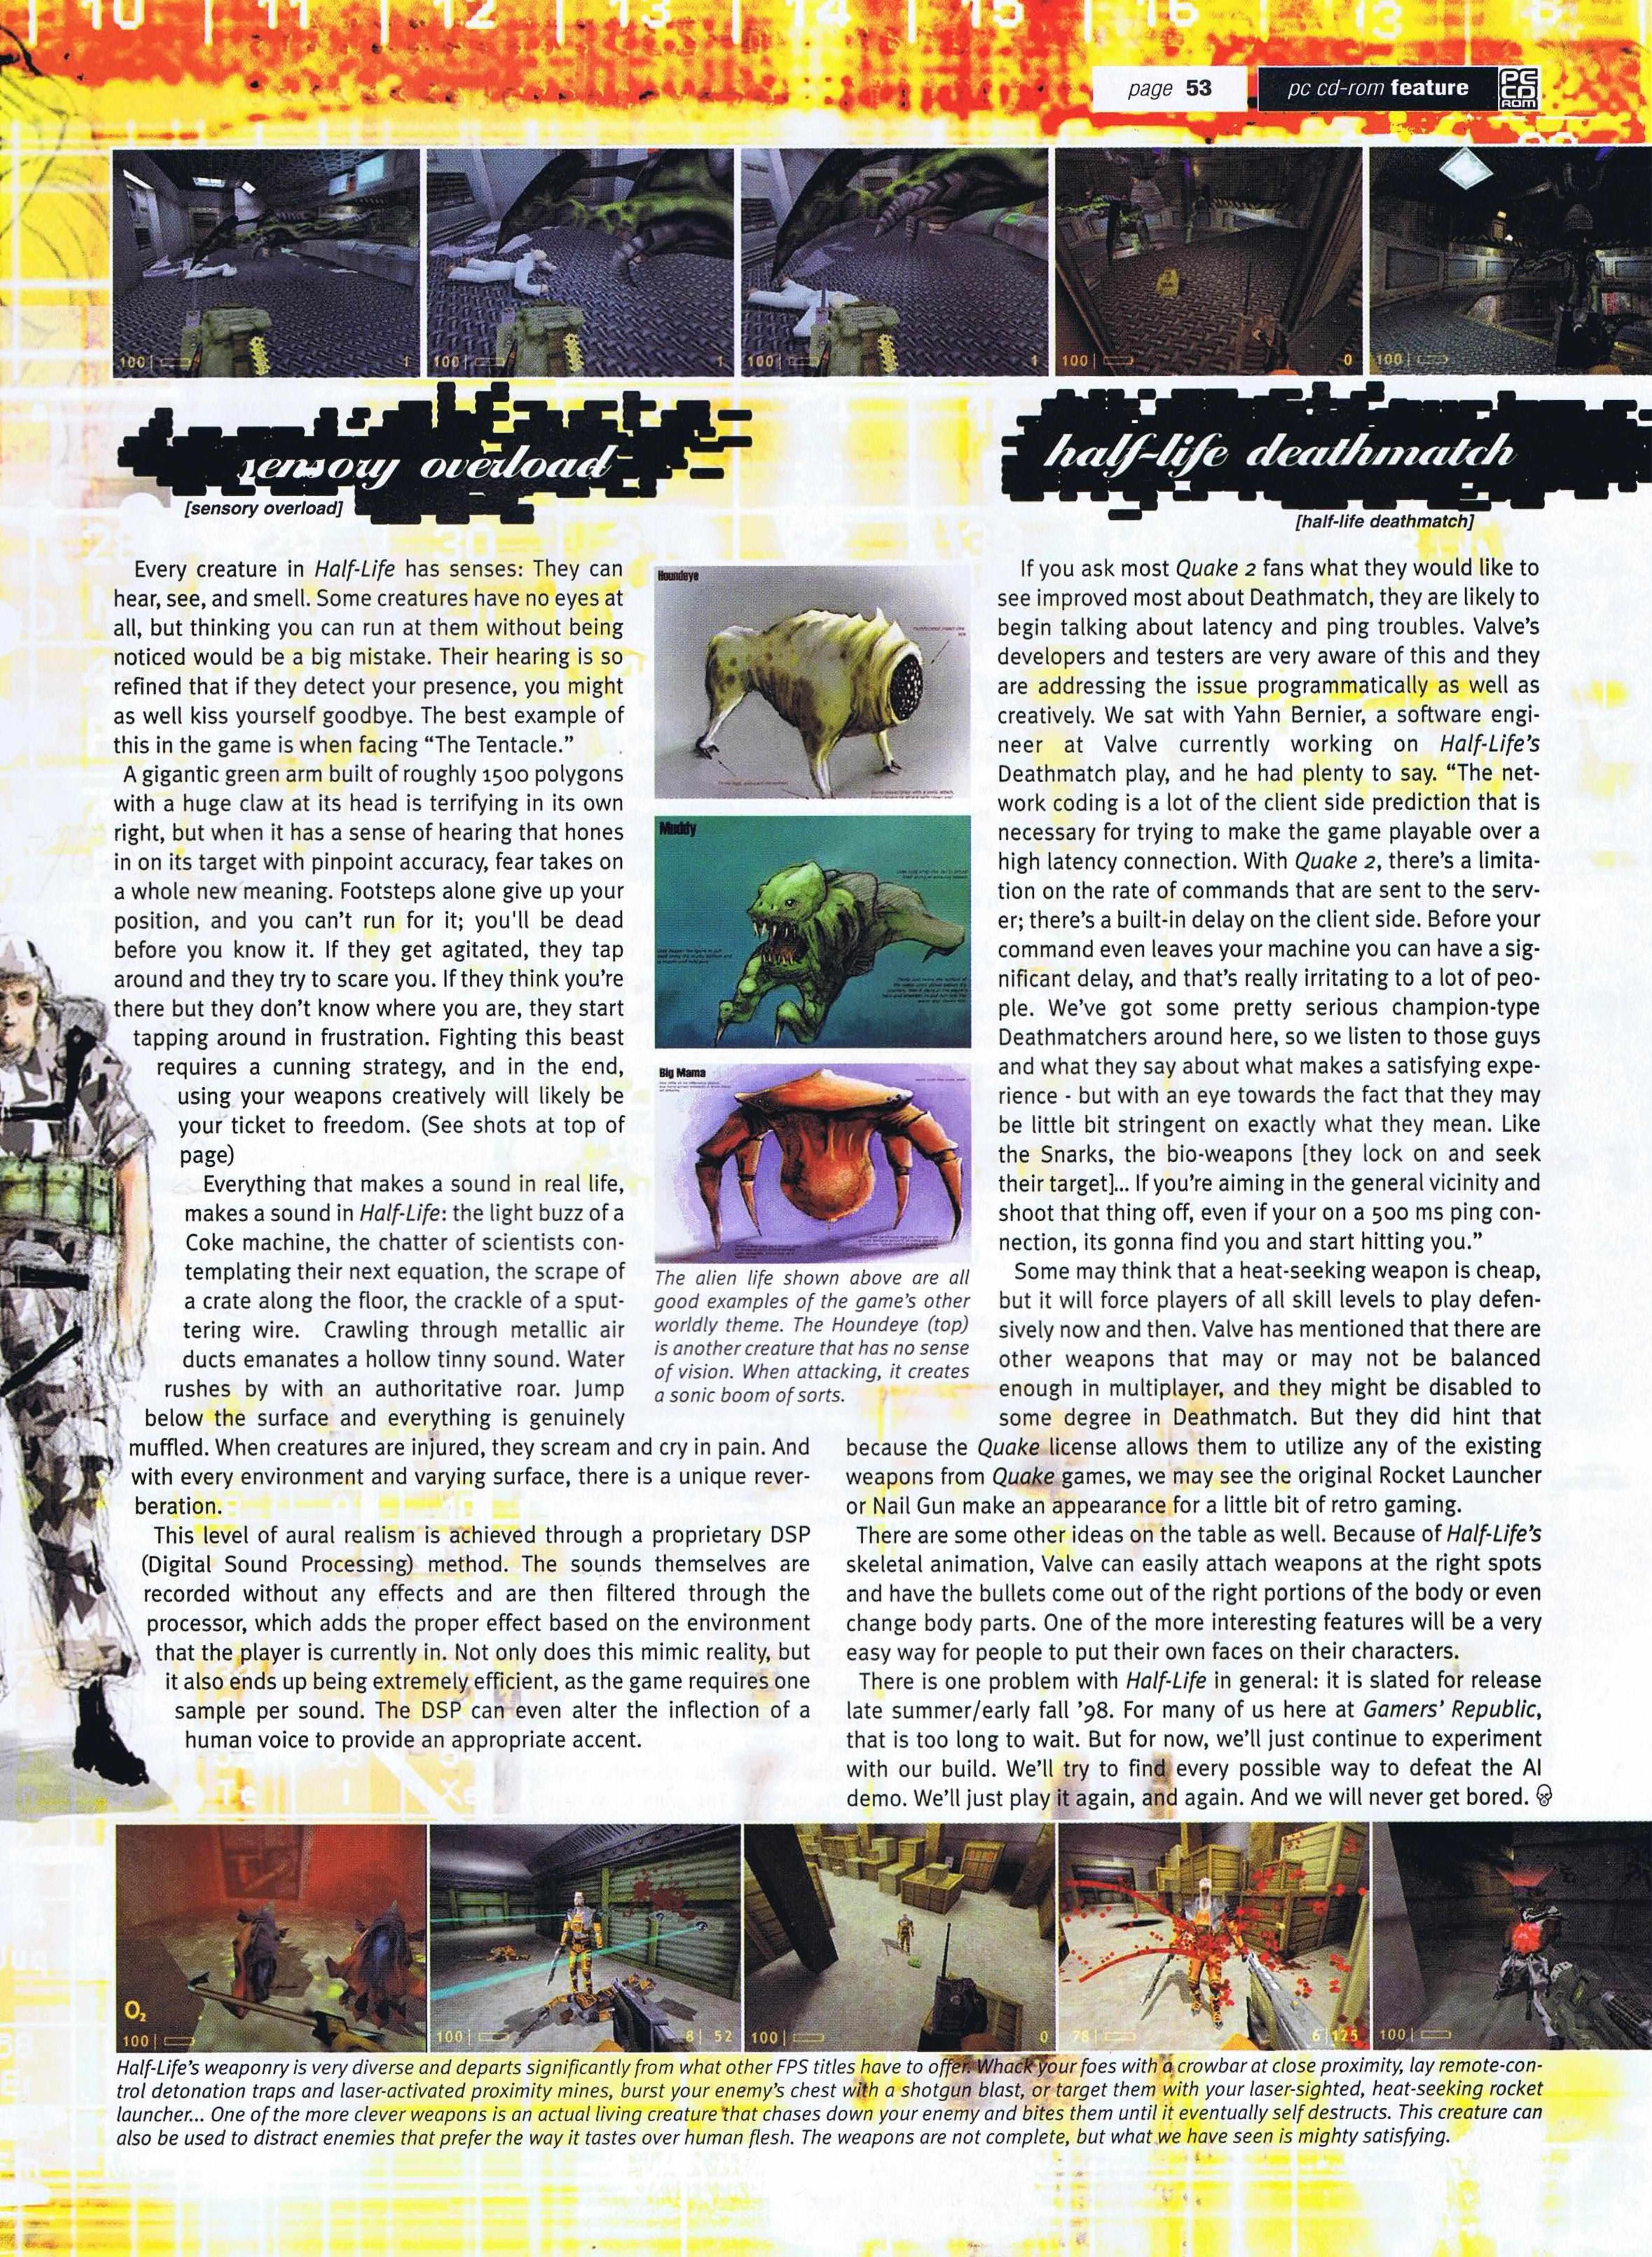 10 11 12 13 14 15 16
page 53
pc cd-rom feature
PC
CD
ROM
100
1
100
1
100
1
100
0
100
sensory overload
[sensory overload]
Every creature in Half-Life has senses: They can
hear, see, and smell. Some creatures have no eyes at
all, but thinking you can run at them without being
noticed would be a big mistake. Their hearing is so
refined that if they detect your presence, you might
as well kiss yourself goodbye. The best example of
this in the game is when facing “The Tentacle.”
A gigantic green arm built of roughly 1500 polygons
with a huge claw at its head is terrifying in its own
right, but when it has a sense of hearing that hones
in on its target with pinpoint accuracy, fear takes on
a whole new meaning. Footsteps alone give up your
position, and you can’t run for it; you'll be dead
before you know it. If they get agitated, they tap
around and they try to scare you. If they think you’re
there but they don’t know where you are, they start
tapping around in frustration. Fighting this beast
requires a cunning strategy, and in the end,
using your weapons creatively will likely be
your ticket to freedom. (See shots at top of
page)
Everything that makes a sound in real life,
makes a sound in Half-Life: the light buzz of a
Coke machine, the chatter of scientists con-
templating their next equation, the scrape of
a crate along the floor, the crackle of a sput-
tering wire. Crawling through metallic air
ducts emanates a hollow tinny sound. Water
rushes by with an authoritative roar. Jump
below the surface and everything is genuinely
muffled. When creatures are injured, they scream and cry in pain. And
with every environment and varying surface, there is a unique rever-
beration.
This level of aural realism is achieved through a proprietary DSP
(Digital Sound Processing) method. The sounds themselves are
recorded without any effects and are then filtered through the
processor, which adds the proper effect based on the environment
that the player is currently in. Not only does this mimic reality, but
it also ends up being extremely efficient, as the game requires one
sample per sound. The DSP can even alter the inflection of a
human voice to provide an appropriate accent.
Houndeye
Muddy
Big Mama
The alien life shown above are all
good examples of the game’s other
worldly theme. The Houndeye (top)
is another creature that has no sense
of vision. When attacking, it creates
a sonic boom of sorts.
half-life deathmatch
[half-life deathmatch]
If you ask most Quake 2 fans what they would like to
see improved most about Deathmatch, they are likely to
begin talking about latency and ping troubles. Valve’s
developers and testers are very aware of this and they
are addressing the issue programmatically as well as
creatively. We sat with Yahn Bernier, a software engi-
neer at Valve currently working on Half-Life’s
Deathmatch play, and he had plenty to say. “The net-
work coding is a lot of the client side prediction that is
necessary for trying to make the game playable over a
high latency connection. With Quake 2, there’s a limita-
tion on the rate of commands that are sent to the serv-
er; there’s a built-in delay on the client side. Before your
command even leaves your machine you can have a sig-
nificant delay, and that’s really irritating to a lot of peo-
ple. We’ve got some pretty serious champion-type
Deathmatchers around here, so we listen to those guys
and what they say about what makes a satisfying expe-
rience - but with an eye towards the fact that they may
be little bit stringent on exactly what they mean. Like
the Snarks, the bio-weapons [they lock on and seek
their target]... If you’re aiming in the general vicinity and
shoot that thing off, even if your on a 500 ms ping con-
nection, its gonna find you and start hitting you.”
Some may think that a heat-seeking weapon is cheap,
but it will force players of all skill levels to play defen-
sively now and then. Valve has mentioned that there are
other weapons that may or may not be balanced
enough in multiplayer, and they might be disabled to
some degree in Deathmatch. But they did hint that
because the Quake license allows them to utilize any of the existing
weapons from Quake games, we may see the original Rocket Launcher
or Nail Gun make an appearance for a little bit of retro gaming.
There are some other ideas on the table as well. Because of Half-Life’s
skeletal animation, Valve can easily attach weapons at the right spots
and have the bullets come out of the right portions of the body or even
change body parts. One of the more interesting features will be a very
easy way for people to put their own faces on their characters.
There is one problem with Half-Life in general: it is slated for release
late summer/early fall ’98. For many of us here at Gamers’ Republic,
that is too long to wait. But for now, we’ll just continue to experiment
with our build. We’ll try to find every possible way to defeat the AI
demo. We’ll just play it again, and again. And we will never get bored.
Te I Xe
O2
100
100
8 52
100
0
78
6 125
100
Half-Life’s weaponry is very diverse and departs significantly from what other FPS titles have to offer. Whack your foes with a crowbar at close proximity, lay remote-con-
trol detonation traps and laser-activated proximity mines, burst your enemy’s chest with a shotgun blast, or target them with your laser-sighted, heat-seeking rocket
launcher... One of the more clever weapons is an actual living creature that chases down your enemy and bites them until it eventually self destructs. This creature can
also be used to distract enemies that prefer the way it tastes over human flesh. The weapons are not complete, but what we have seen is mighty satisfying.